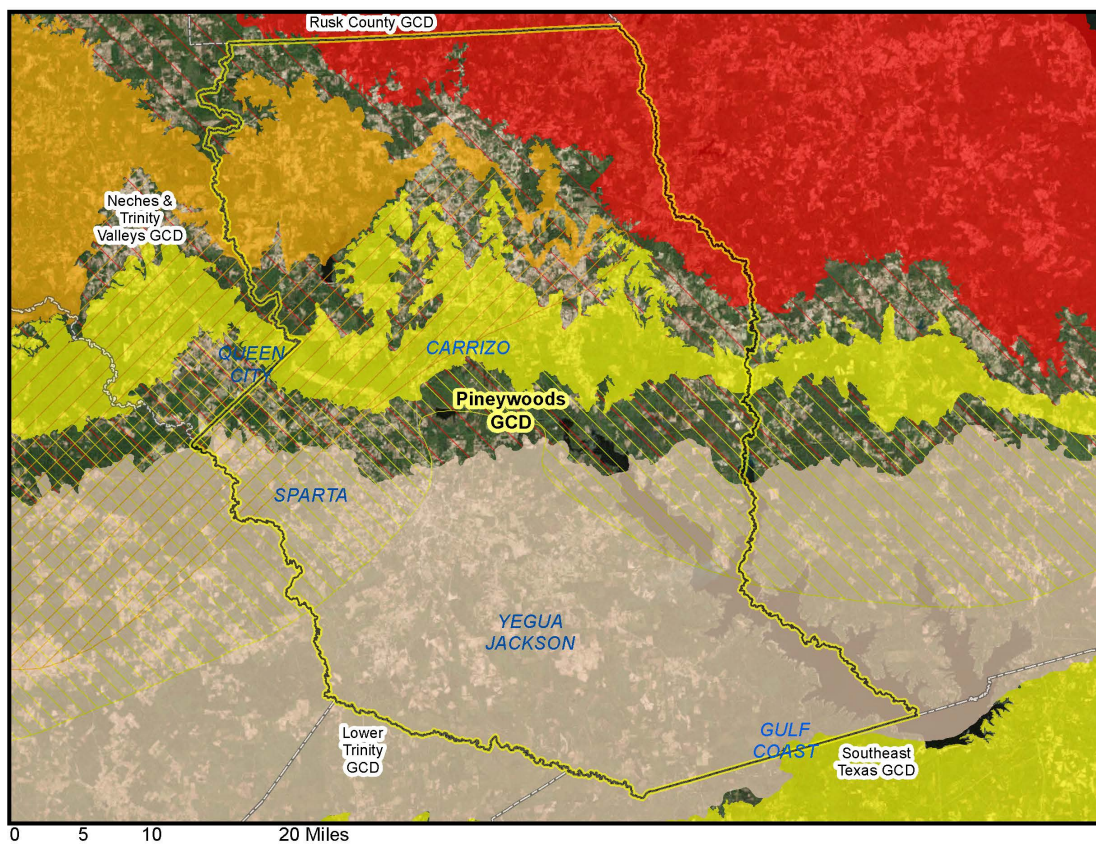 Rusk County GCD
Neches &
Trinity
Valleys GCD
QUEEN
CITY
CARRIZO
Pineywoods
GCD
SPARTA
YEGUA
JACKSON
GULF
COAST
Lower
Trinity
GCD
Southeast
Texas GCD
0 5 10 20 Miles